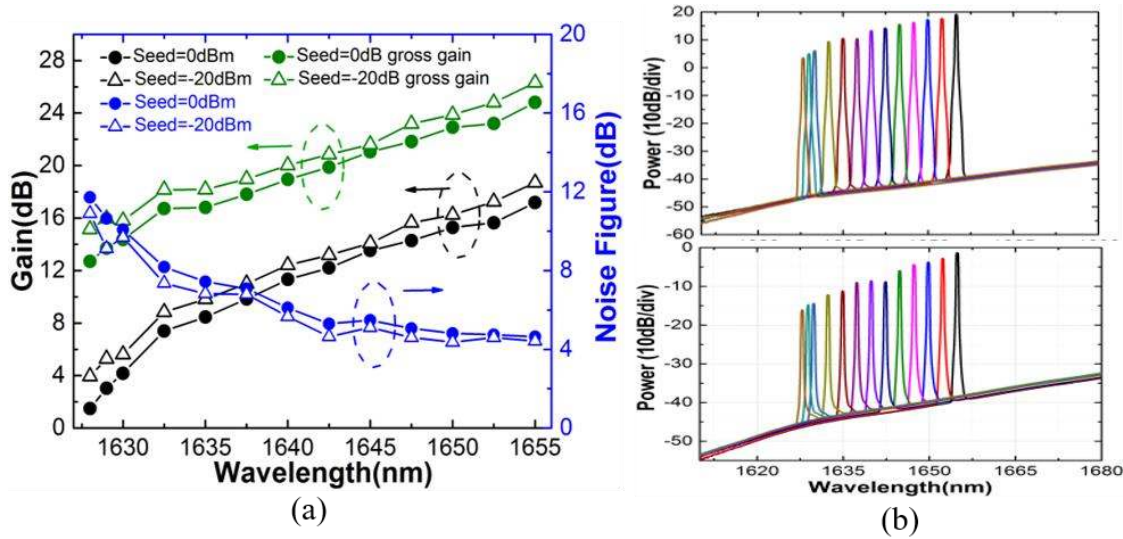 Seed=0dBm
Seed=-20dBm
Seed=0dBm
Seed=-20dBm
Seed=0dB gross gain
Seed=-20dB gross gain
Gain(dB)
28
24
20
16
12
8
4
0
Noise Figure(dB)
20
16
12
8
4
0
1630 1635 1640 1645 1650 1655
Wavelength(nm)
(a)
Power (10dB/div)
20
10
0
-10
-20
-30
-40
-50
-60
Power (10dB/div)
0
-10
-20
-30
-40
-50
1620 1635 1650 1665 1680
Wavelength(nm)
(b)